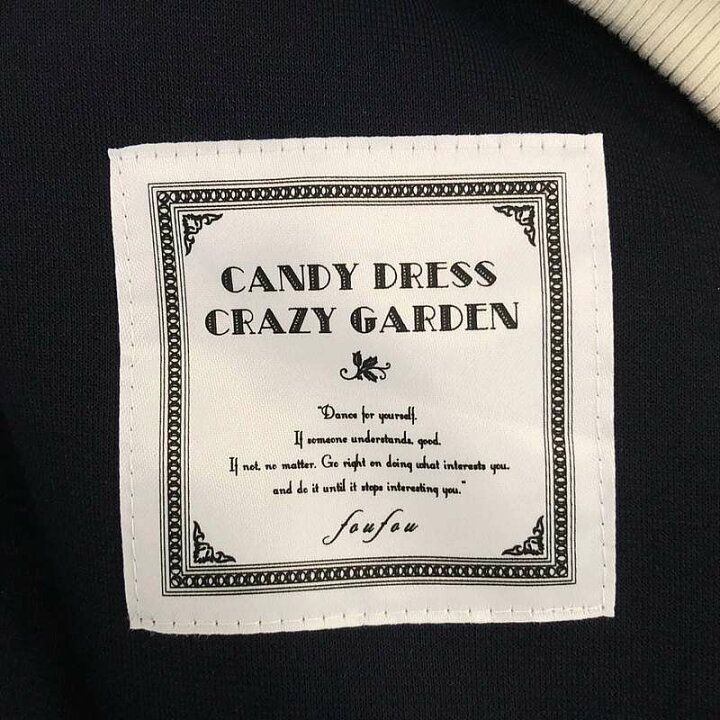 CANDY DRESS
CRAZY GARDEN
"Dance for yourself.
If someone understands, good.
If not, no matter. Go right on doing what interests you.
and do it until it stops interesting you."
foufou